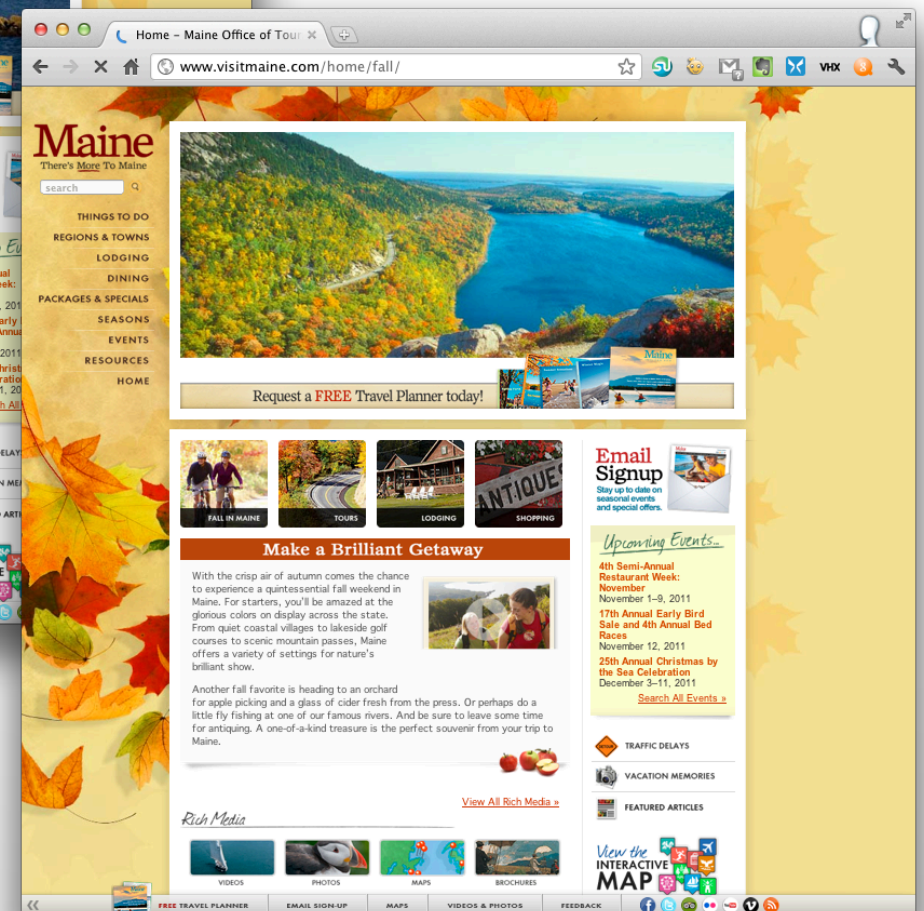 Home – Maine Office of Tour
www.visitmaine.com/home/fall/
VHX
Maine
There's More To Maine
search
THINGS TO DO
REGIONS & TOWNS
LODGING
DINING
PACKAGES & SPECIALS
SEASONS
EVENTS
RESOURCES
HOME
Maine
Request a FREE Travel Planner today!
FALL IN MAINE
TOURS
LODGING
ANTIQUES
SHOPPING
Email
Signup
Stay up to date on
seasonal events
and special offers.
Make a Brilliant Getaway
With the crisp air of autumn comes the chance
to experience a quintessential fall weekend in
Maine. For starters, you'll be amazed at the
glorious colors on display across the state.
From quiet coastal villages to lakeside golf
courses to scenic mountain passes, Maine
offers a variety of settings for nature's
brilliant show.
Another fall favorite is heading to an orchard
for apple picking and a glass of cider fresh from the press. Or perhaps do a
little fly fishing at one of our famous rivers. And be sure to leave some time
for antiquing. A one-of-a-kind treasure is the perfect souvenir from your trip to
Maine.
Upcoming Events...
4th Semi-Annual
Restaurant Week:
November
November 1–9, 2011
17th Annual Early Bird
Sale and 4th Annual Bed
Races
November 12, 2011
25th Annual Christmas by
the Sea Celebration
December 3–11, 2011
Search All Events »
TRAFFIC DELAYS
VACATION MEMORIES
FEATURED ARTICLES
View All Rich Media »
Rich Media
VIDEOS
PHOTOS
MAPS
BROCHURES
View the
INTERACTIVE
MAP
FREE TRAVEL PLANNER
EMAIL SIGN-UP
MAPS
VIDEOS & PHOTOS
FEEDBACK